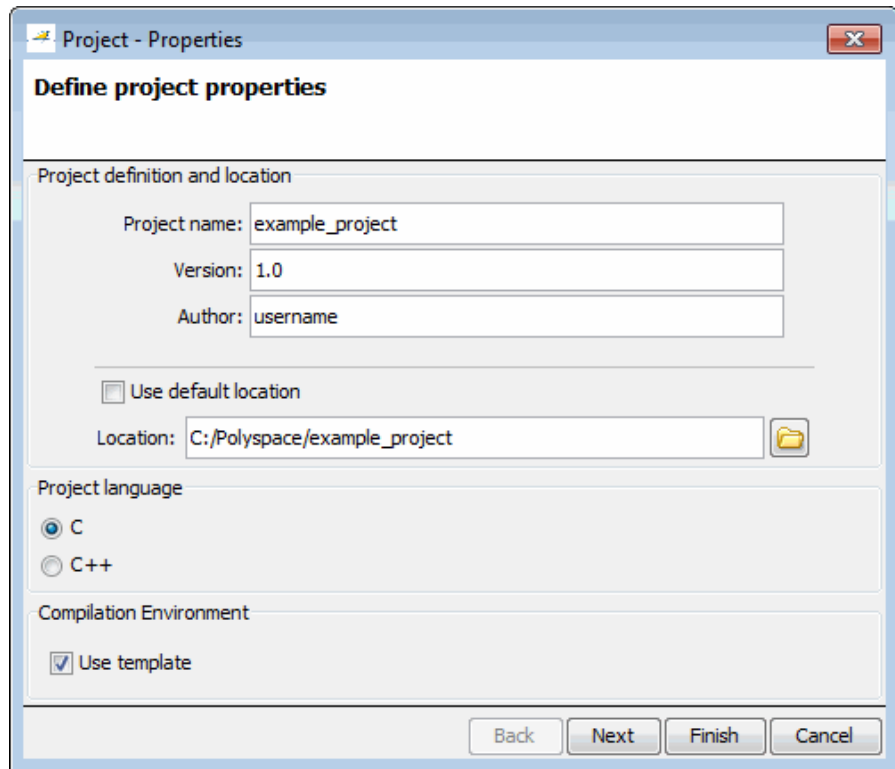 Project - Properties
Define project properties
Project definition and location
Project name: example_project
Version: 1.0
Author: username
Use default location
Location: C:/Polyspace/example_project
Project language
C
C++
Compilation Environment
Use template
Back Next Finish Cancel